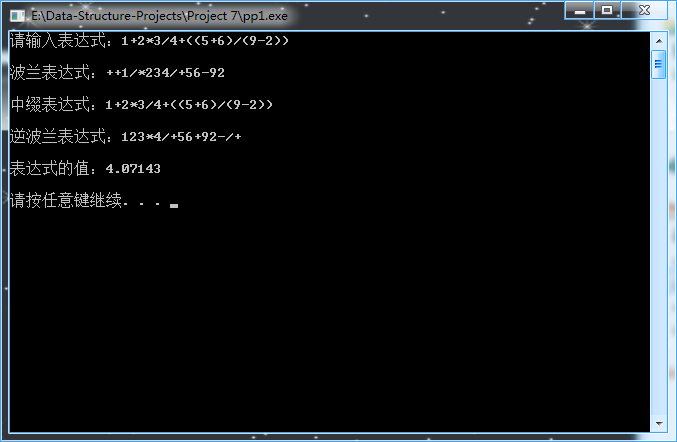 E:\Data-Structure-Projects\Project 7\pp1.exe
请输入表达式：1+2*3/4+((5+6)/(9-2))
波兰表达式：++1/*234/+56-92
中缀表达式：1+2*3/4+((5+6)/(9-2))
逆波兰表达式：123*4/+56+92-/+
表达式的值：4.07143
请按任意键继续. . .